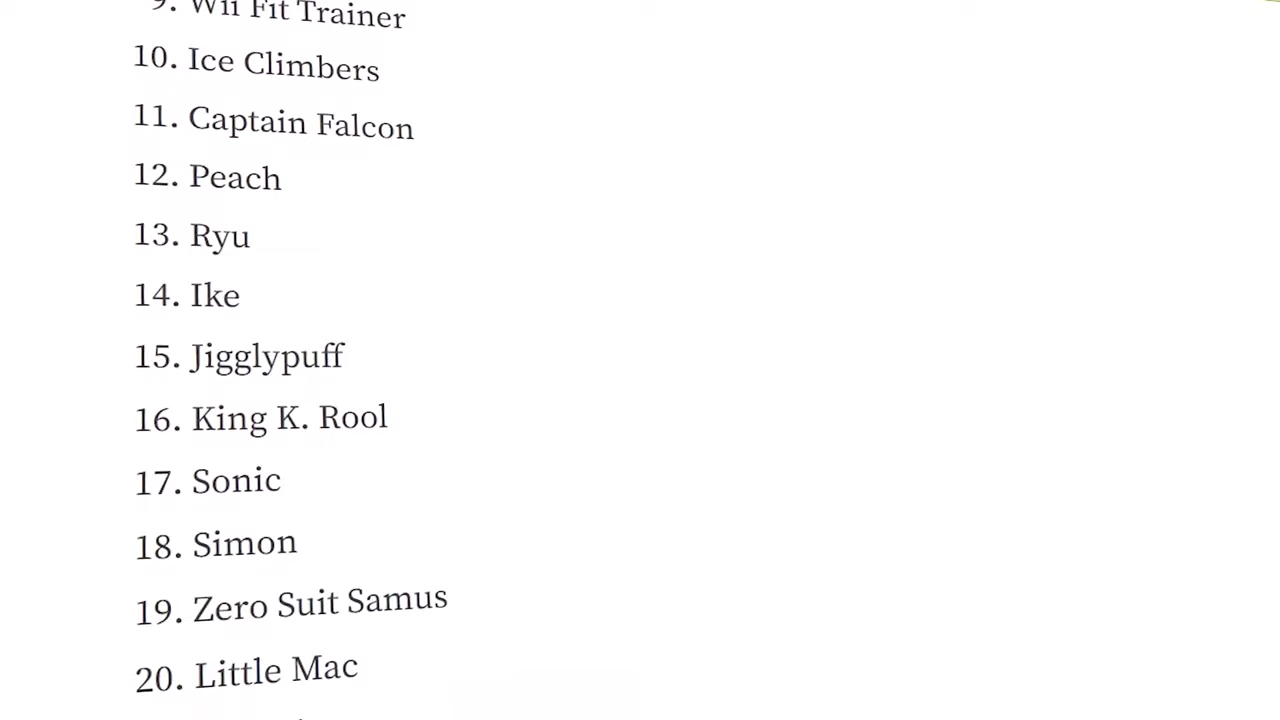 9. Wii Fit Trainer
10. Ice Climbers
11. Captain Falcon
12. Peach
13. Ryu
14. Ike
15. Jigglypuff
16. King K. Rool
17. Sonic
18. Simon
19. Zero Suit Samus
20. Little Mac